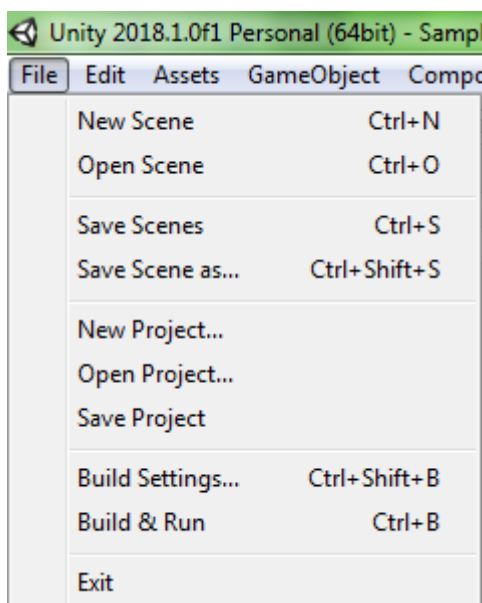 Unity 2018.1.0f1 Personal (64bit) - Sampl
File Edit Assets GameObject Compo
New Scene Ctrl+N
Open Scene Ctrl+O
Save Scenes Ctrl+S
Save Scene as... Ctrl+Shift+S
New Project...
Open Project...
Save Project
Build Settings... Ctrl+Shift+B
Build & Run Ctrl+B
Exit